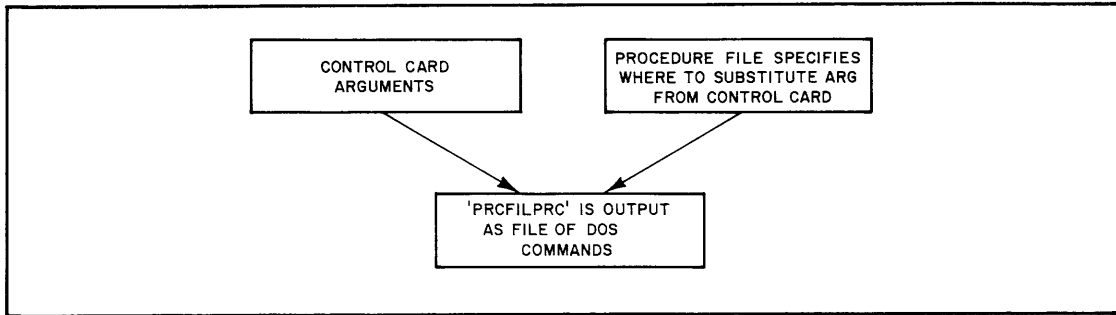 CONTROL CARD
ARGUMENTS
PROCEDURE FILE SPECIFIES
WHERE TO SUBSTITUTE ARG
FROM CONTROL CARD
'PRCFILPRC' IS OUTPUT
AS FILE OF DOS
COMMANDS